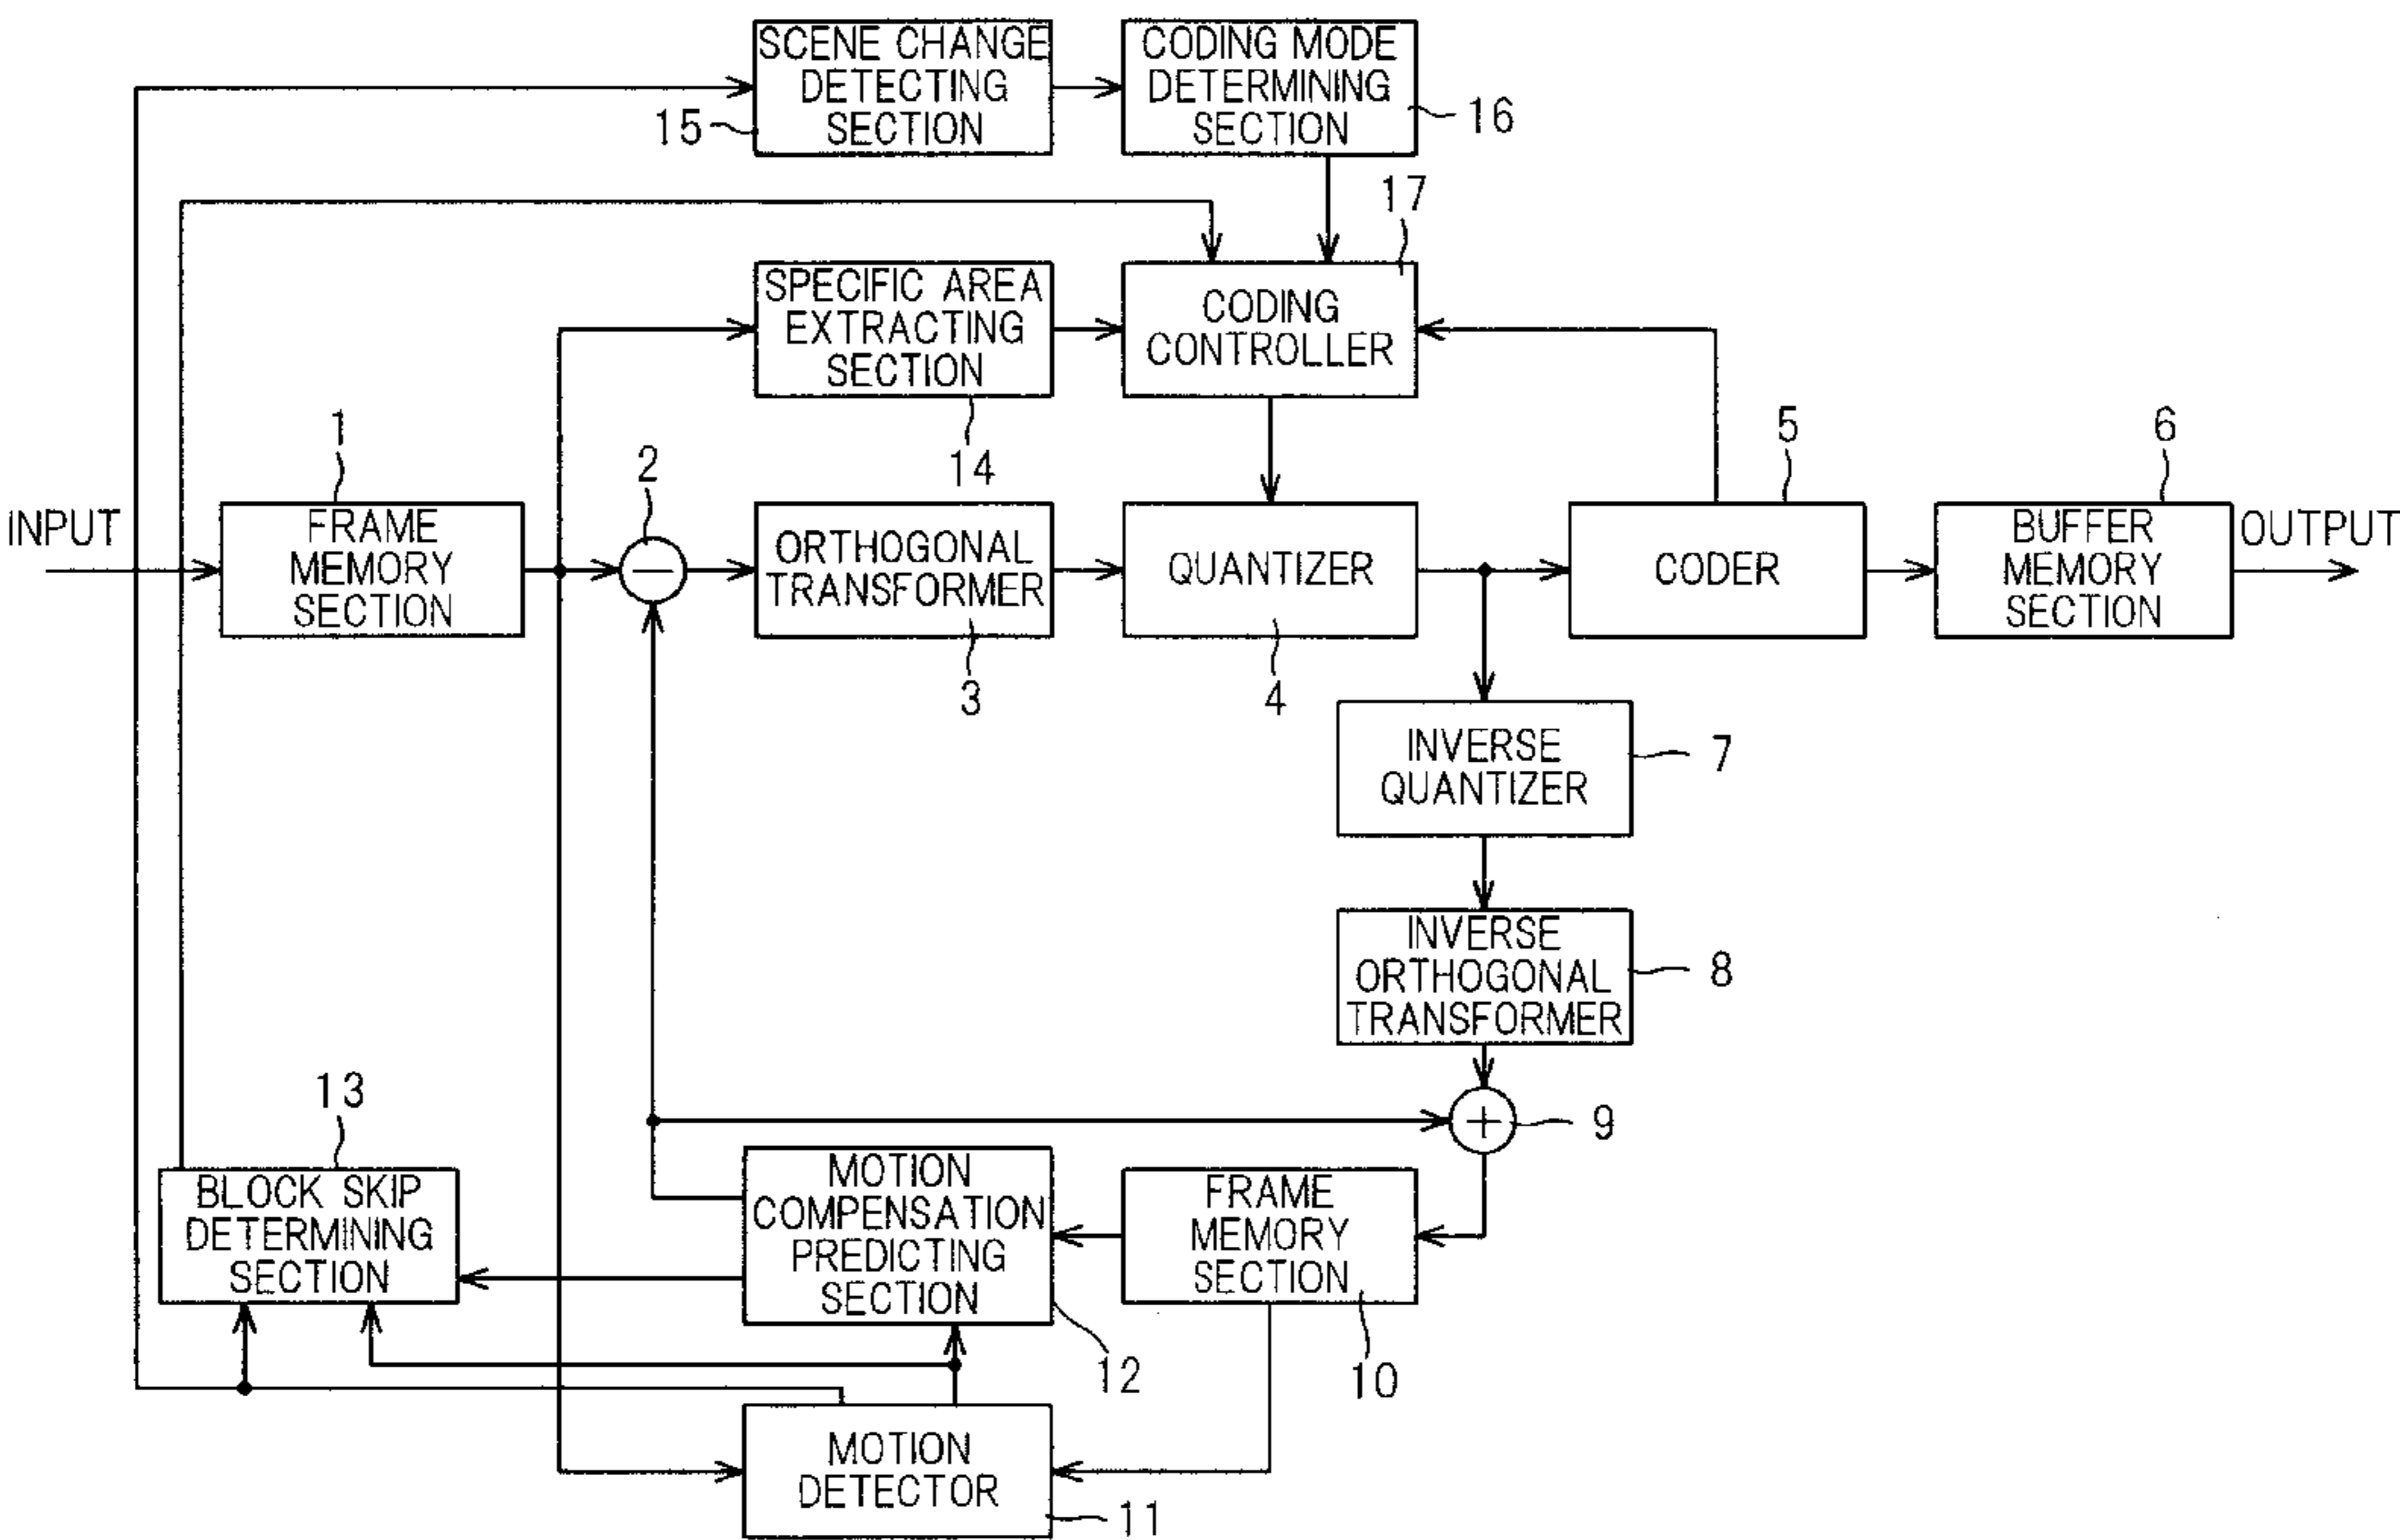 SCENE CHANGE
DETECTING
SECTION
15
CODING MODE
DETERMINING
SECTION
16
17
SPECIFIC AREA
EXTRACTING
SECTION
14
CODING
CONTROLLER
INPUT
1
FRAME
MEMORY
SECTION
2
ORTHOGONAL
TRANSFORMER
3
QUANTIZER
4
5
CODER
6
BUFFER
MEMORY
SECTION
OUTPUT
INVERSE
QUANTIZER
7
INVERSE
ORTHOGONAL
TRANSFORMER
8
9
13
BLOCK SKIP
DETERMINING
SECTION
MOTION
COMPENSATION
PREDICTING
SECTION
12
FRAME
MEMORY
SECTION
10
MOTION
DETECTOR
11